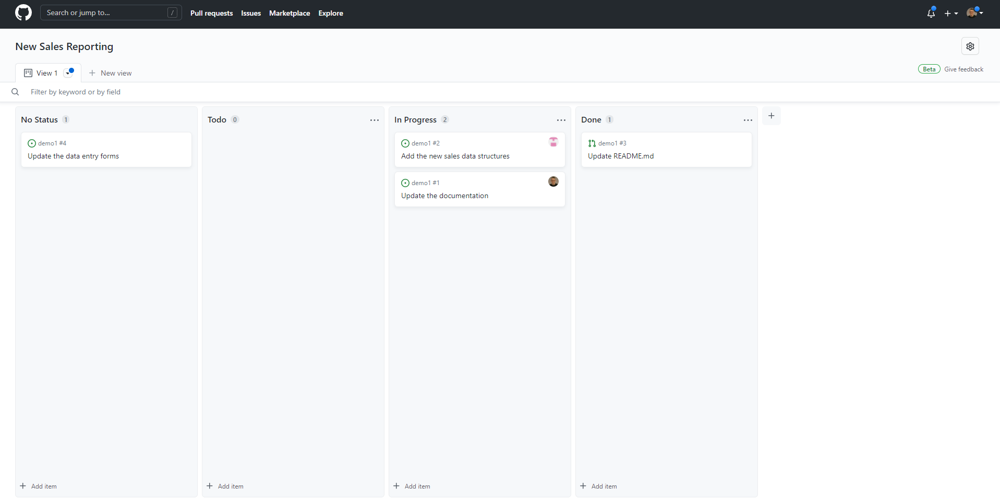 Search or jump to... /
Pull requests Issues Marketplace Explore
New Sales Reporting
View 1
New view
Beta Give feedback
Filter by keyword or by field
No Status 1
demo1 #4
Update the data entry forms
Add item
Todo 0
Add item
In Progress 2
demo1 #2
Add the new sales data structures
demo1 #1
Update the documentation
Add item
Done 1
demo1 #3
Update README.md
Add item